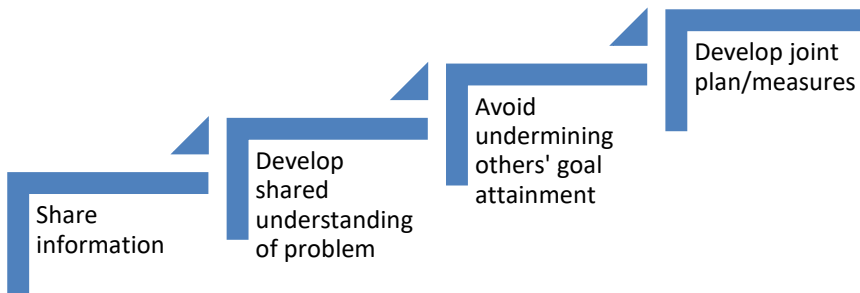 Share
information
Develop
shared
understanding
of problem
Avoid
undermining
others' goal
attainment
Develop joint
plan/measures